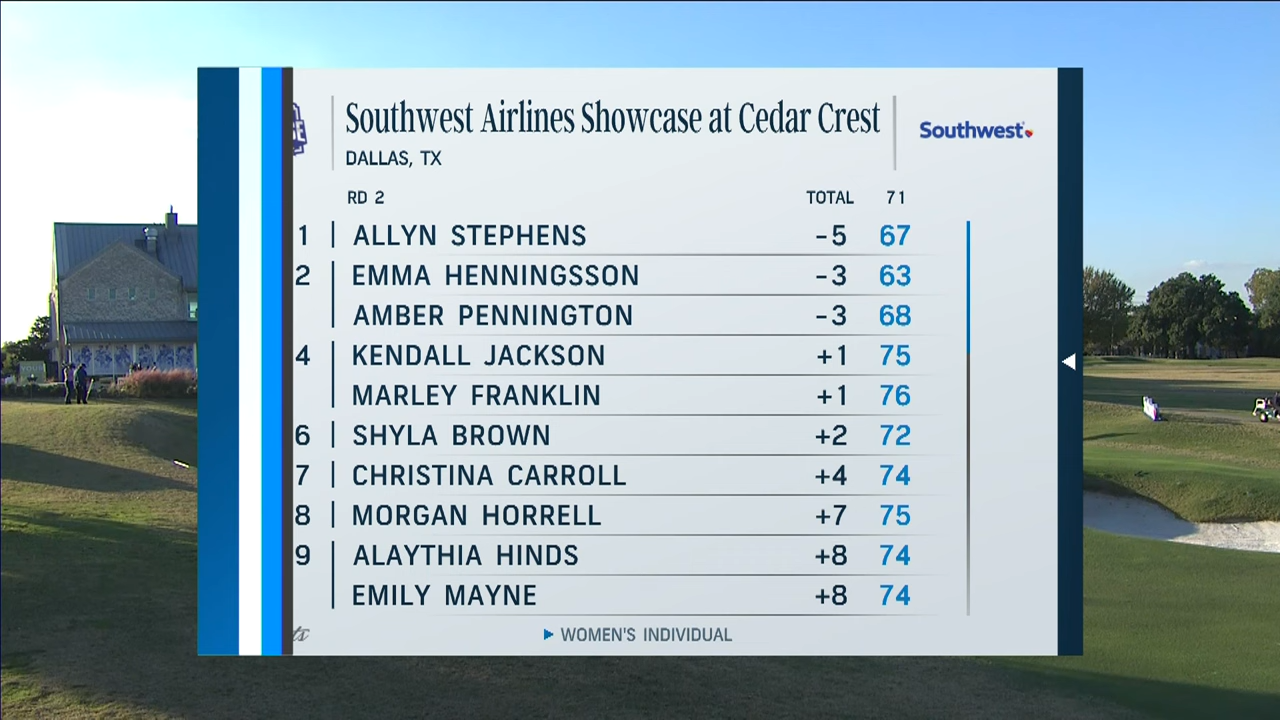 Southwest Airlines Showcase at Cedar Crest
DALLAS, TX
Southwest
RD 2 TOTAL 71
1 ALLYN STEPHENS -5 67
2 EMMA HENNINGSSON -3 63
AMBER PENNINGTON -3 68
4 KENDALL JACKSON +1 75
MARLEY FRANKLIN +1 76
6 SHYLA BROWN +2 72
7 CHRISTINA CARROLL +4 74
8 MORGAN HORRELL +7 75
9 ALAYTHIA HINDS +8 74
EMILY MAYNE +8 74
WOMEN'S INDIVIDUAL